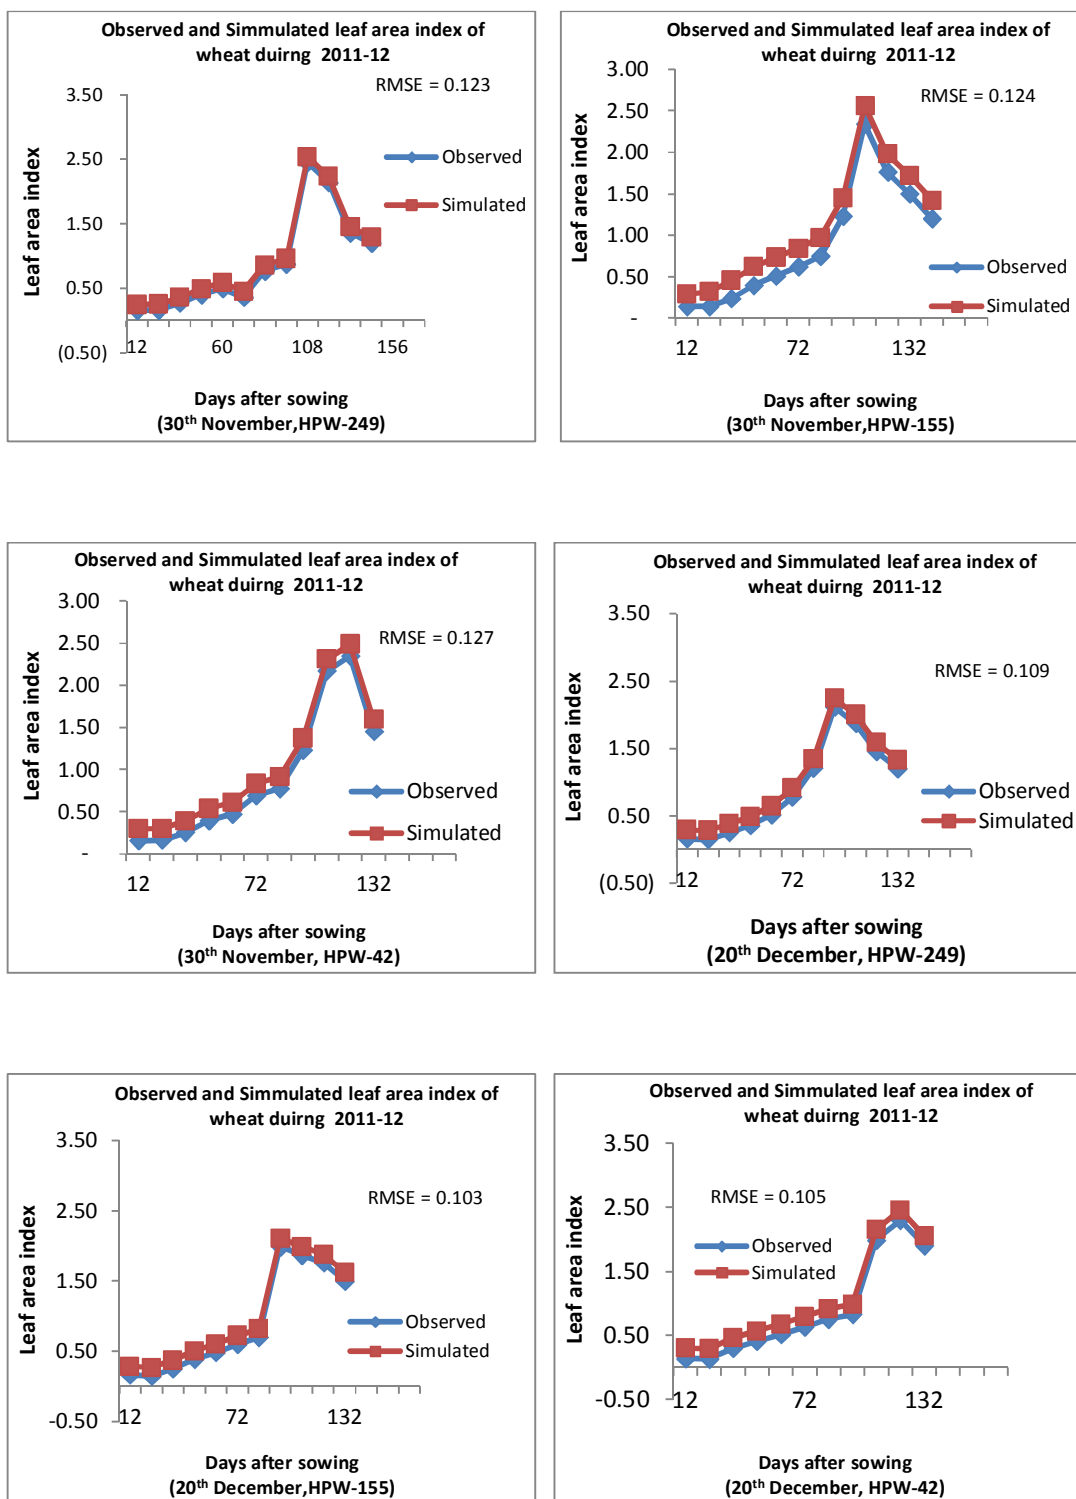 Observed and Simmulated leaf area index of
wheat duirng 2011-12
RMSE = 0.123
3.50
2.50
1.50
0.50
(0.50)
Leaf area index
Observed
Simulated
12 60 108 156
Days after sowing
(30th November,HPW-249)
Observed and Simmulated leaf area index of
wheat duirng 2011-12
RMSE = 0.124
3.00
2.50
2.00
1.50
1.00
0.50
-
Leaf area index
Observed
Simulated
12 72 132
Days after sowing
(30th November,HPW-155)
Observed and Simmulated leaf area index of
wheat duirng 2011-12
RMSE = 0.127
3.00
2.50
2.00
1.50
1.00
0.50
-
Leaf area index
Observed
Simulated
12 72 132
Days after sowing
(30th November, HPW-42)
Observed and Simmulated leaf area index of
wheat duirng 2011-12
RMSE = 0.109
3.50
2.50
1.50
0.50
(0.50)
Leaf area index
Observed
Simulated
12 72 132
Days after sowing
(20th December, HPW-249)
Observed and Simmulated leaf area index of
wheat duirng 2011-12
RMSE = 0.103
3.50
2.50
1.50
0.50
-0.50
Leaf area index
Observed
Simulated
12 72 132
Days after sowing
(20th December,HPW-155)
Observed and Simmulated leaf area index of
wheat duirng 2011-12
RMSE = 0.105
3.50
2.50
1.50
0.50
-0.50
Leaf area index
Observed
Simulated
12 72 132
Days after sowing
(20th December, HPW-42)